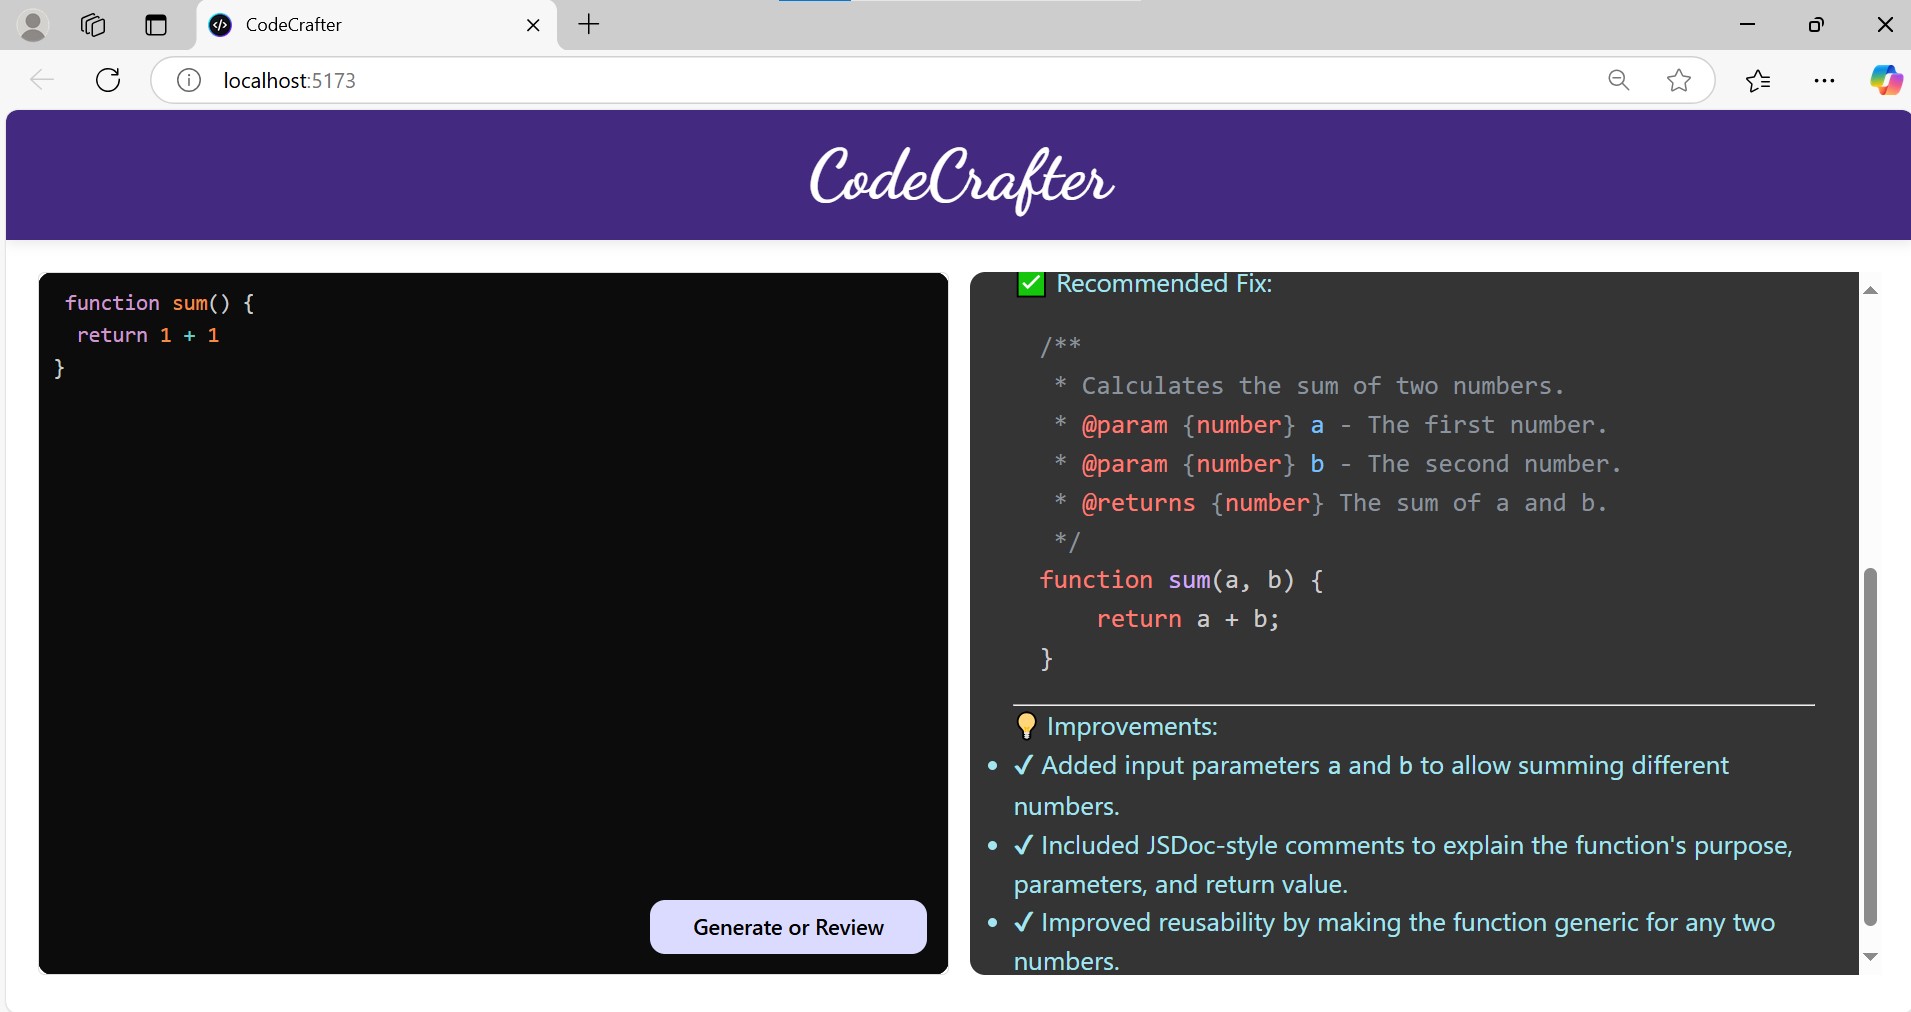 CodeCrafter
localhost:5173
CodeCrafter
function sum() {
return 1 + 1
}
Generate or Review
✅ Recommended Fix:
/**
* Calculates the sum of two numbers.
* @param {number} a - The first number.
* @param {number} b - The second number.
* @returns {number} The sum of a and b.
*/
function sum(a, b) {
return a + b;
}
💡 Improvements:
• ✔ Added input parameters a and b to allow summing different
numbers.
• ✔ Included JSDoc-style comments to explain the function's purpose,
parameters, and return value.
• ✔ Improved reusability by making the function generic for any two
numbers.